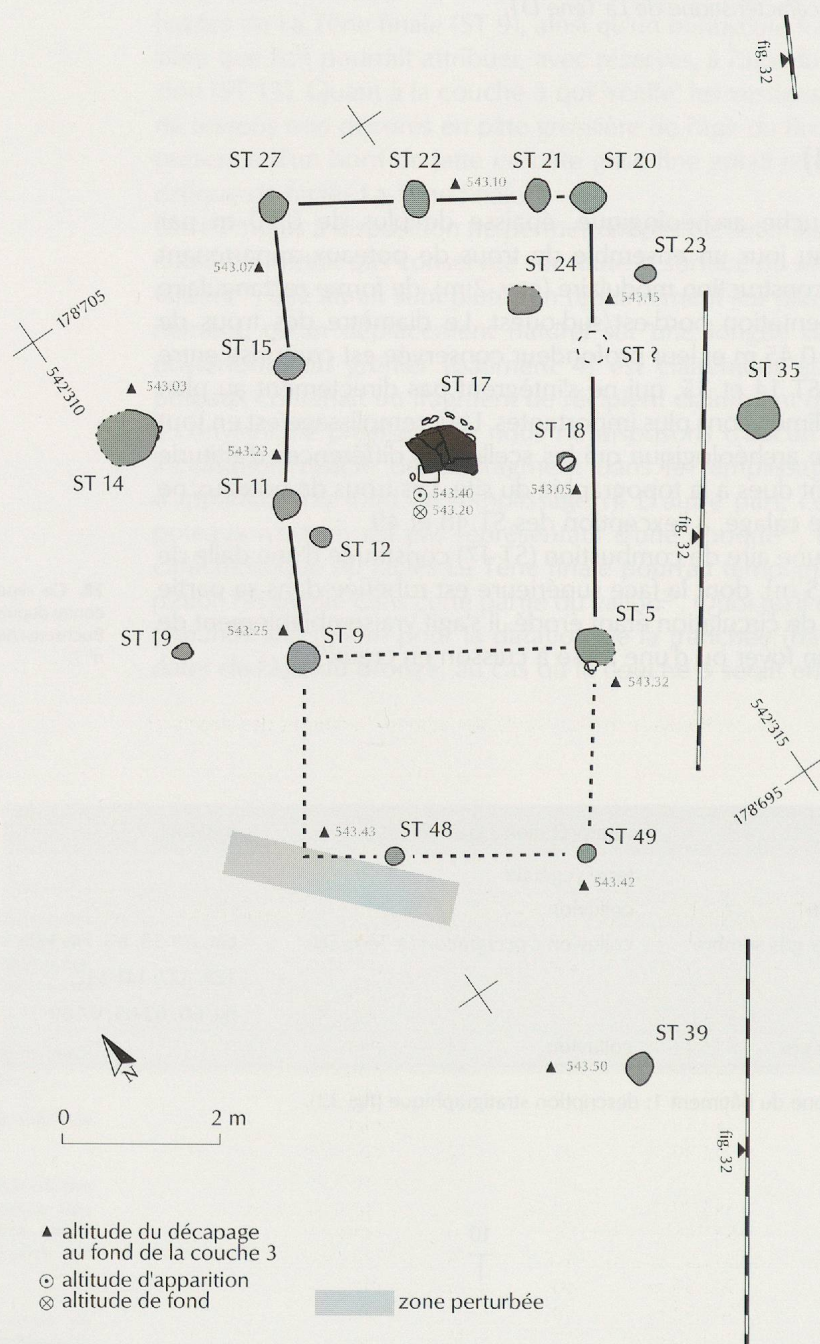 fig. 32
ST 27
ST 22
ST 21
ST 20
543.10
ST 23
543.07
ST 24
543.15
178'705
542'310
ST 15
ST ?
ST 35
543.03
ST 17
ST 14
ST 18
543.23
ST 11
543.40
543.20
543.05
ST 12
fig. 32
ST 19
543.25
ST 9
ST 5
543.32
542'315
178'695
543.43
ST 48
ST 49
543.42
ST 39
543.50
N
0 2 m
fig. 32
altitude du décapage
au fond de la couche 3
altitude d'apparition
altitude de fond
zone perturbée